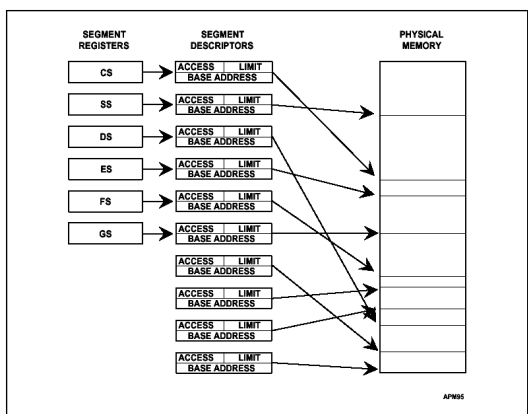 SEGMENT REGISTERS
SEGMENT DESCRIPTORS
PHYSICAL MEMORY
CS
ACCESS LIMIT
BASE ADDRESS
SS
ACCESS LIMIT
BASE ADDRESS
DS
ACCESS LIMIT
BASE ADDRESS
ES
ACCESS LIMIT
BASE ADDRESS
FS
ACCESS LIMIT
BASE ADDRESS
GS
ACCESS LIMIT
BASE ADDRESS
ACCESS LIMIT
BASE ADDRESS
ACCESS LIMIT
BASE ADDRESS
ACCESS LIMIT
BASE ADDRESS
ACCESS LIMIT
BASE ADDRESS
APM95